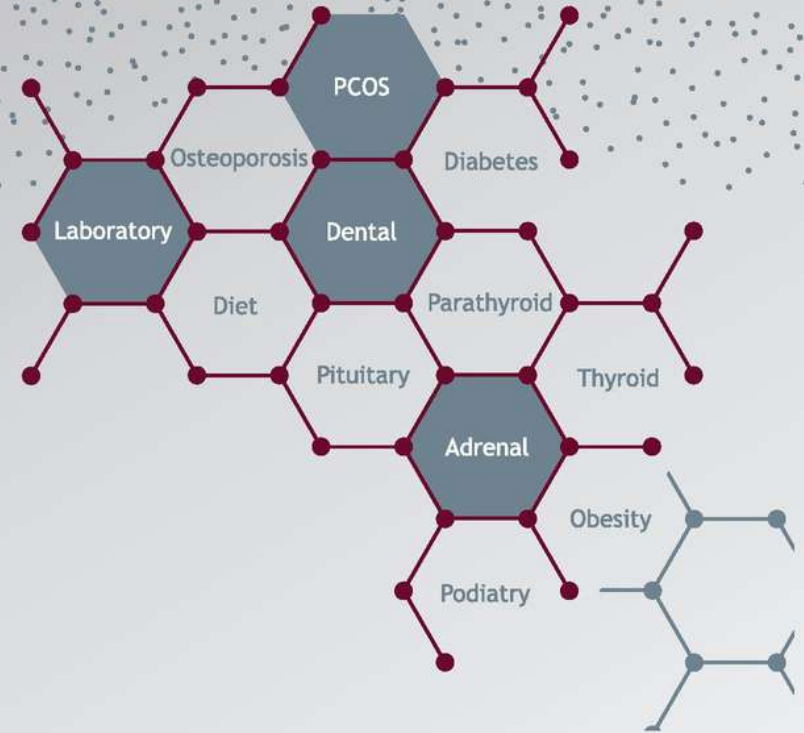 PCOS
Osteoporosis
Diabetes
Laboratory
Dental
Diet
Parathyroid
Pituitary
Thyroid
Adrenal
Obesity
Podiatry